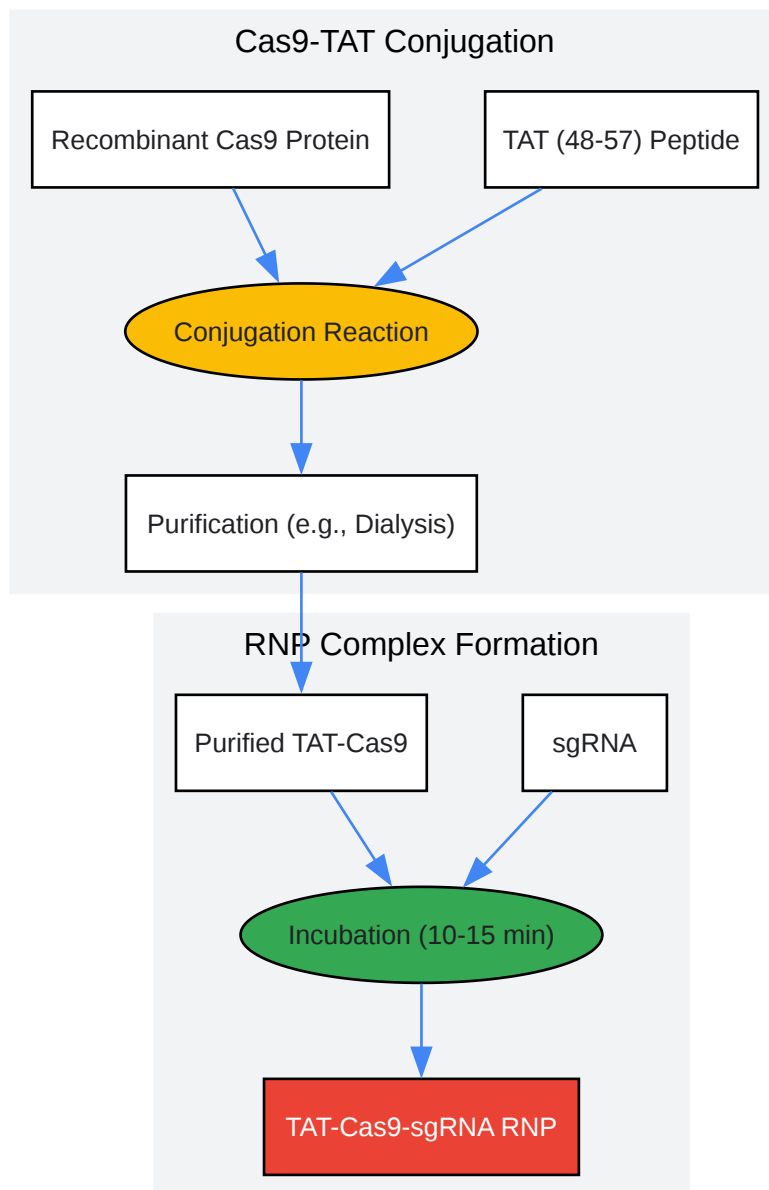 Cas9-TAT Conjugation
Recombinant Cas9 Protein
TAT (48-57) Peptide
Conjugation Reaction
Purification (e.g., Dialysis)
RNP Complex Formation
Purified TAT-Cas9
sgRNA
Incubation (10-15 min)
TAT-Cas9-sgRNA RNP